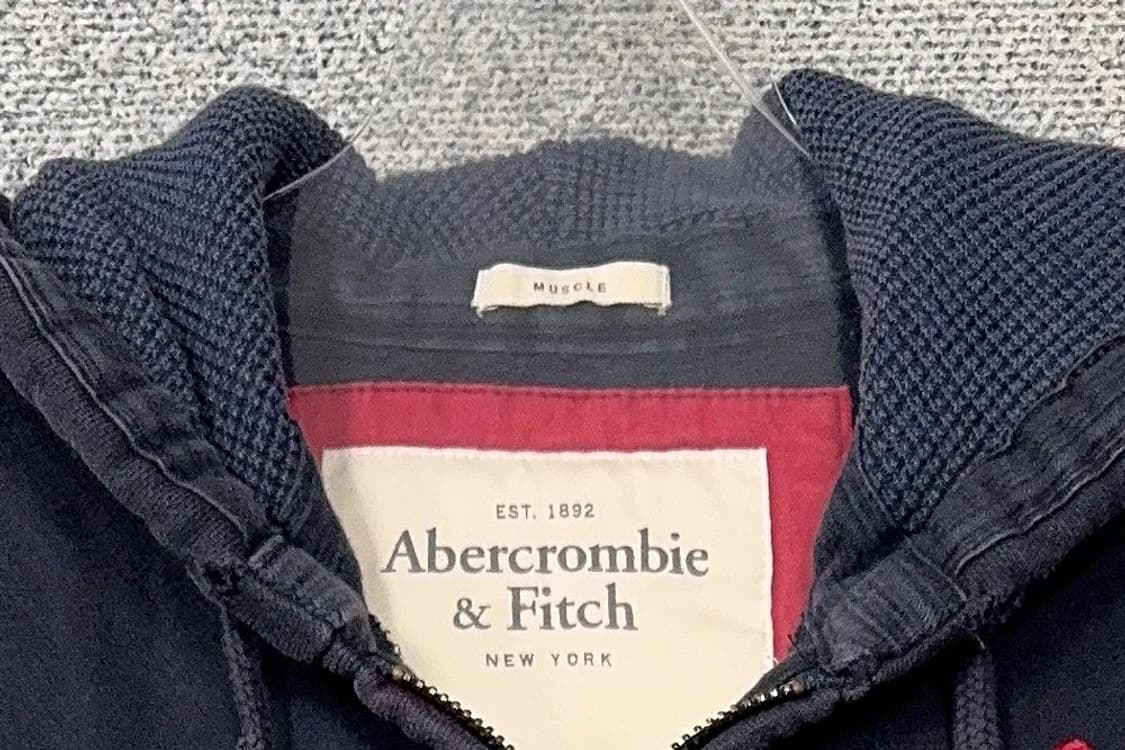 MUSCLE
EST. 1892
Abercrombie
& Fitch
NEW YORK